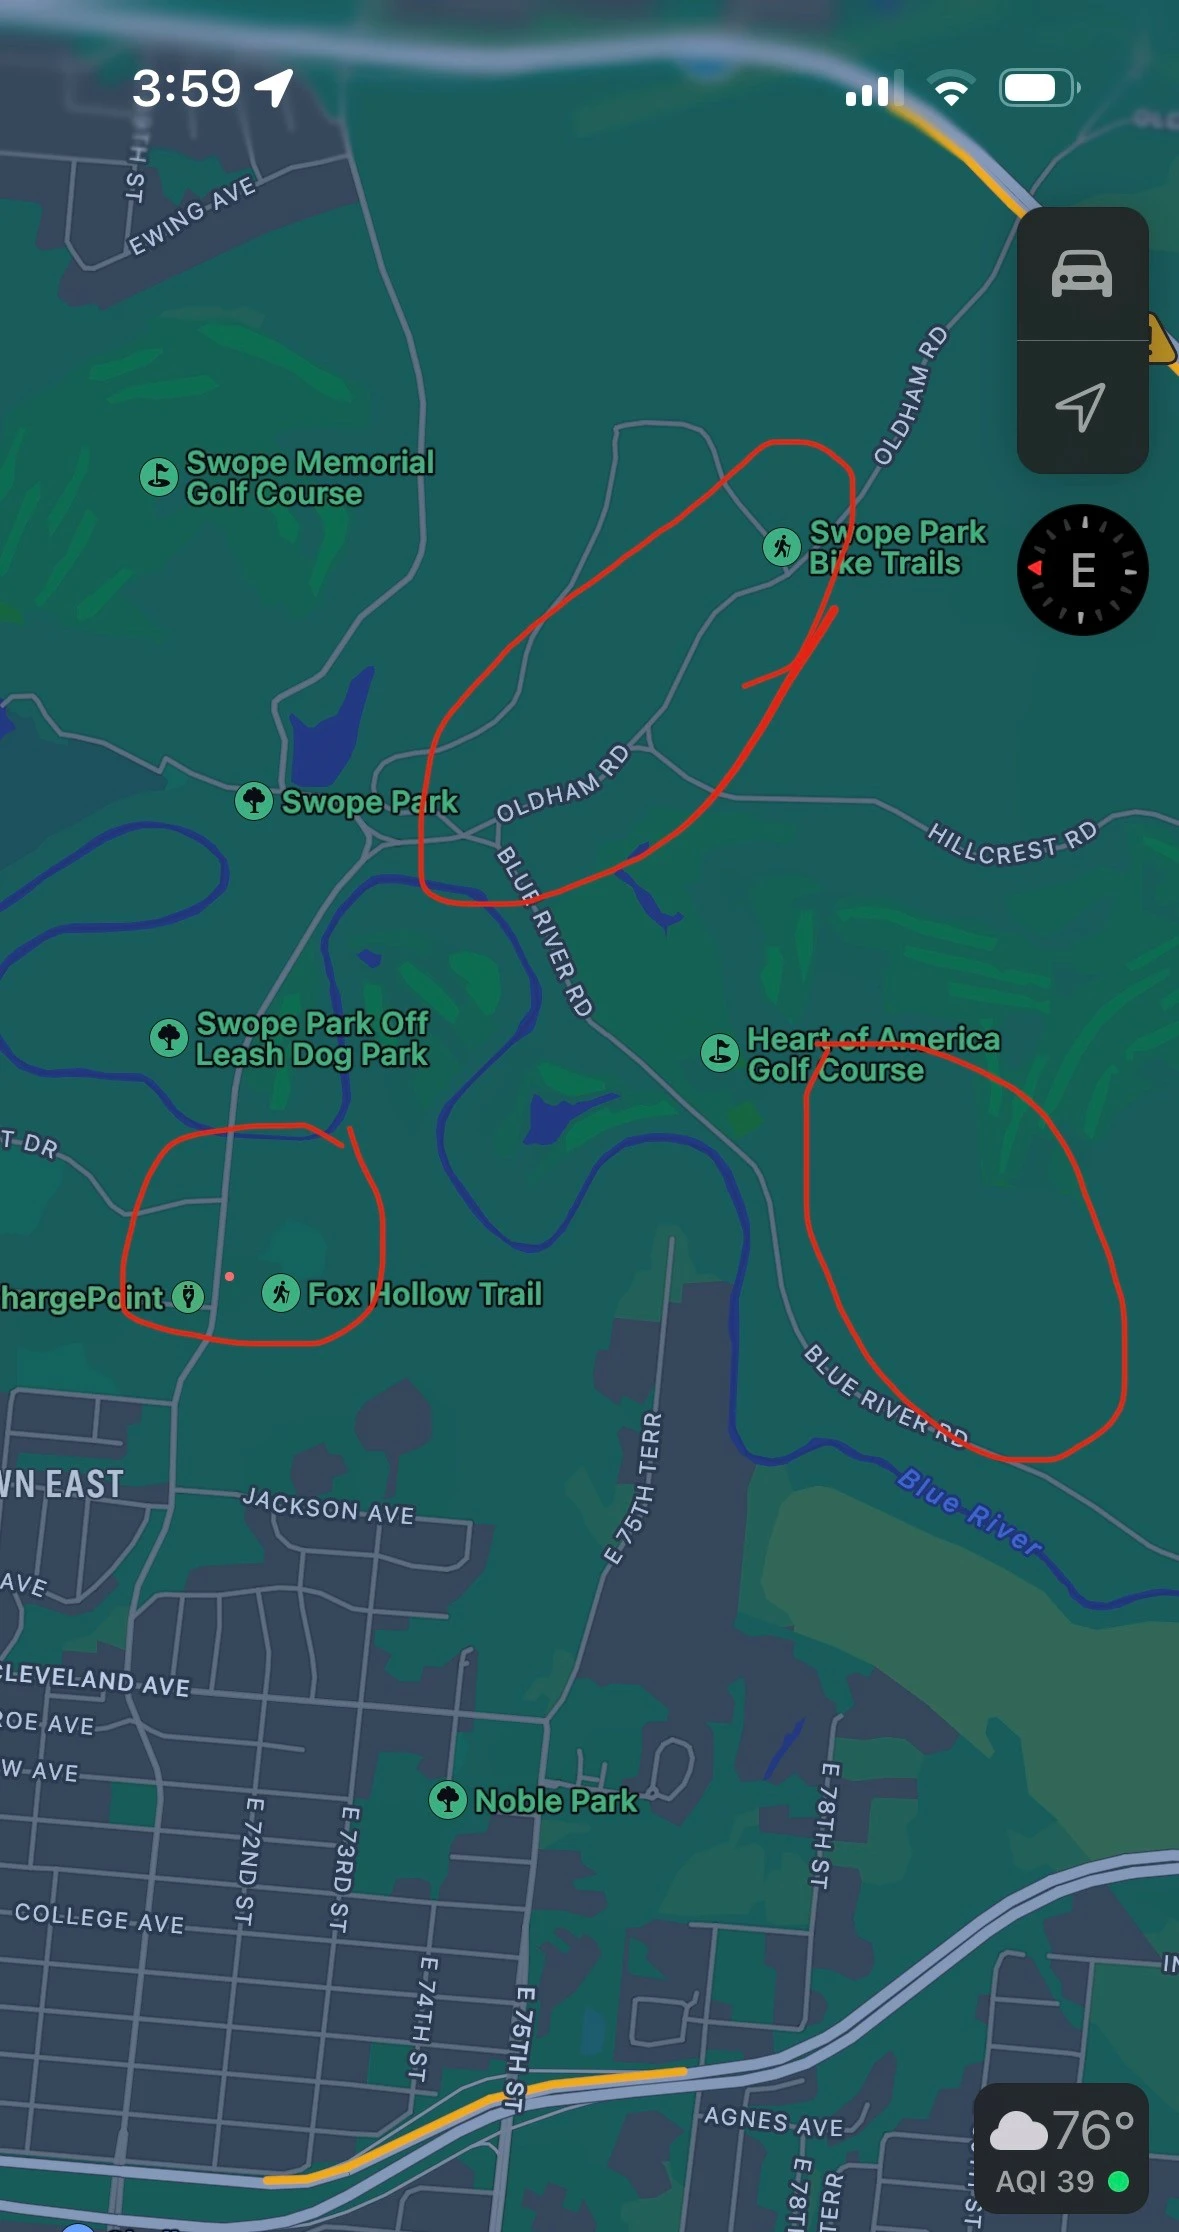 3:59
EWING AVE
OLDHAM RD
Swope Memorial
Golf Course
Swope Park
Bike Trails
E
OLDHAM RD
Swope Park
HILLCREST RD
BLUE RIVER RD
Swope Park Off
Leash Dog Park
Heart of America
Golf Course
T DR
hargePoint
Fox Hollow Trail
BLUE RIVER RD
E 75TH TERR
WN EAST
JACKSON AVE
Blue River
AVE
CLEVELAND AVE
ROE AVE
W AVE
Noble Park
E 72ND ST
E 73RD ST
E 78TH ST
COLLEGE AVE
E 74TH ST
E 75TH ST
IN
AGNES AVE
76°
AQI 39
E 78TH
TERR